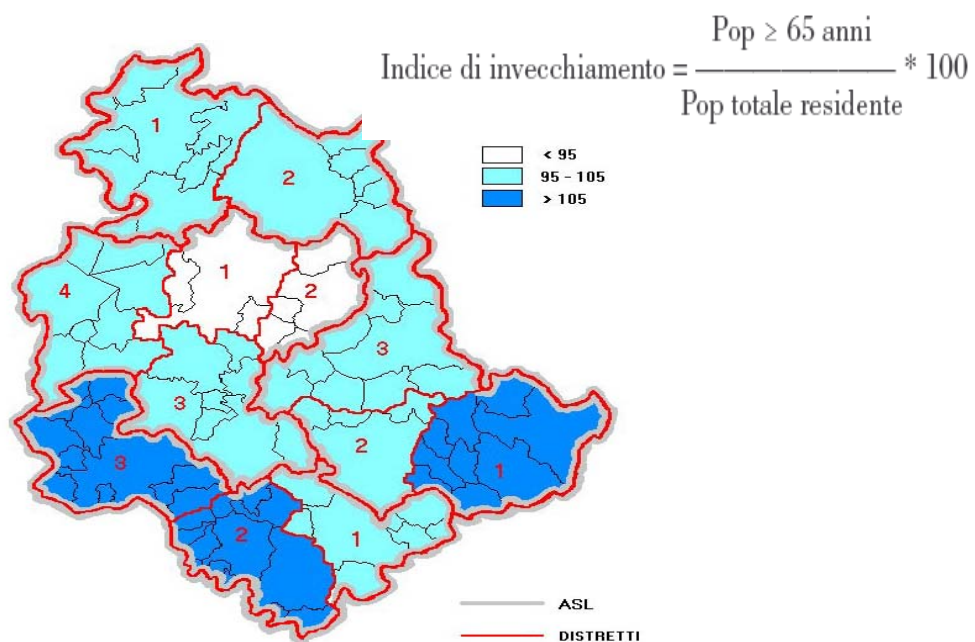 Pop ≥ 65 anni
Indice di invecchiamento = ——————— * 100
Pop totale residente
< 95
95 - 105
> 105
1
2
1
2
4
3
3
2
1
3
2
1
ASL
DISTRETTI